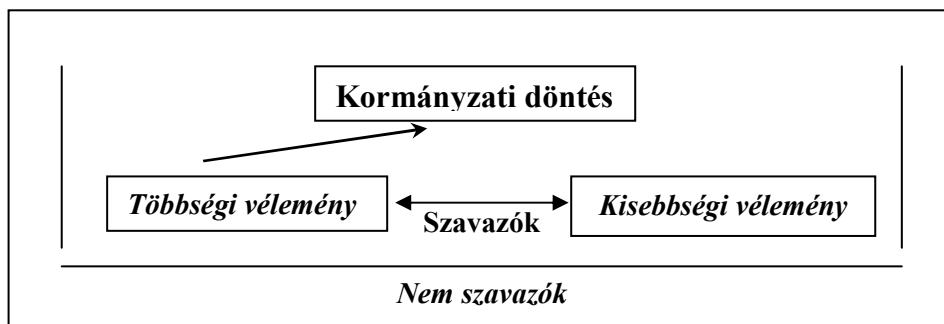 Kormányzati döntés
Többségi vélemény
Szavazók
Kisebbségi vélemény
Nem szavazók